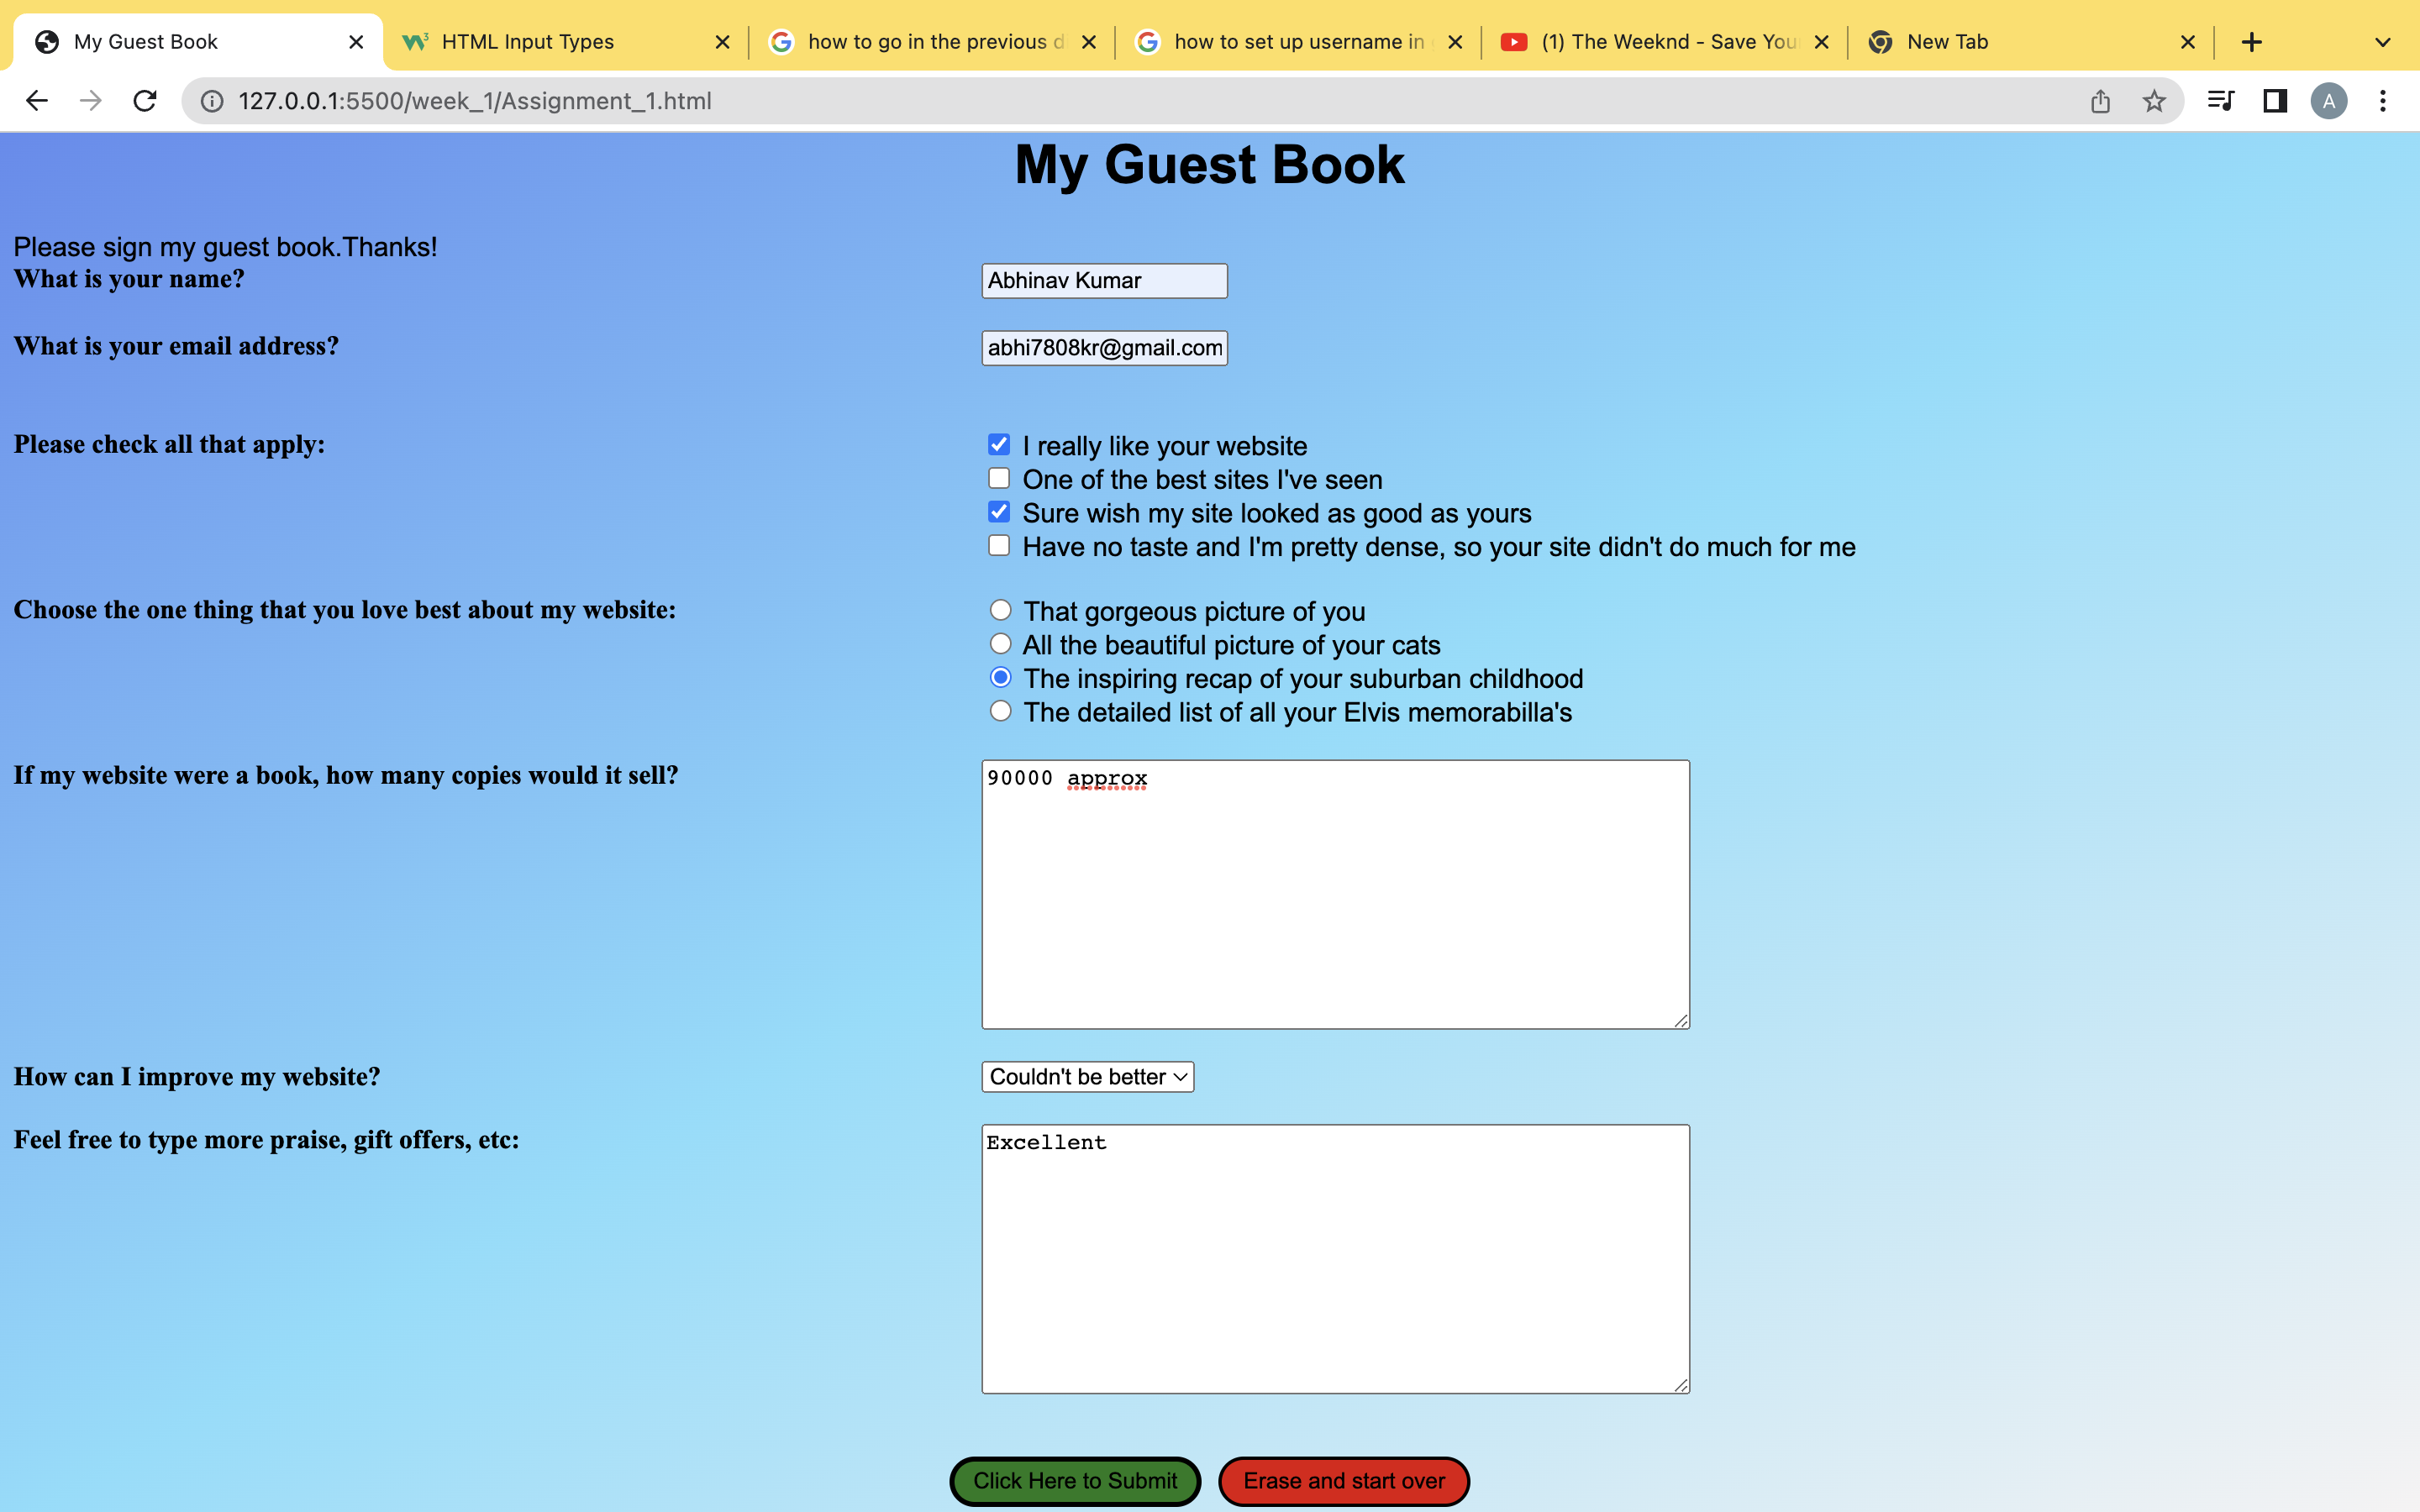 My Guest Book
HTML Input Types
how to go in the previous d
how to set up username in
(1) The Weeknd - Save You
New Tab
127.0.0.1:5500/week_1/Assignment_1.html
A
My Guest Book
Please sign my guest book.Thanks!
What is your name?
Abhinav Kumar
What is your email address?
abhi7808kr@gmail.com
Please check all that apply:
I really like your website
One of the best sites I've seen
Sure wish my site looked as good as yours
Have no taste and I'm pretty dense, so your site didn't do much for me
Choose the one thing that you love best about my website:
That gorgeous picture of you
All the beautiful picture of your cats
The inspiring recap of your suburban childhood
The detailed list of all your Elvis memorabilla's
If my website were a book, how many copies would it sell?
90000 approx
How can I improve my website?
Couldn't be better
Feel free to type more praise, gift offers, etc:
Excellent
Click Here to Submit
Erase and start over